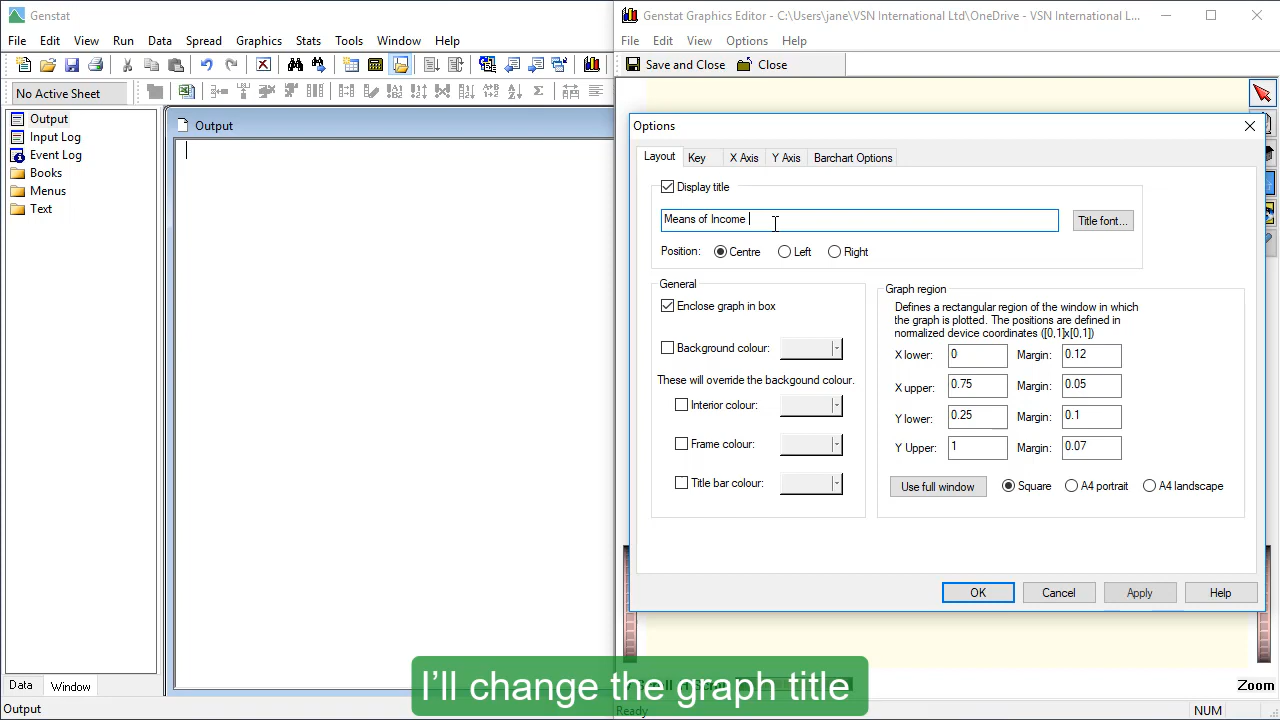 Genstat
File Edit View Run Data Spread Graphics Stats Tools Window Help
No Active Sheet
Output
Input Log
Event Log
Books
Menus
Text
Data Window
Output
Output
Genstat Graphics Editor - C:\Users\jane\VSN International Ltd\OneDrive - VSN International L...
File Edit View Options Help
Save and Close Close
Options
Layout Key X Axis Y Axis Barchart Options
Display title
Means of Income
Title font...
Position: Centre Left Right
General
Enclose graph in box
Background colour:
These will override the backgound colour.
Interior colour:
Frame colour:
Title bar colour:
Graph region
Defines a rectangular region of the window in which
the graph is plotted. The positions are defined in
normalized device coordinates ([0,1]x[0,1])
X lower: 0 Margin: 0.12
X upper: 0.75 Margin: 0.05
Y lower: 0.25 Margin: 0.1
Y Upper: 1 Margin: 0.07
Use full window Square A4 portrait A4 landscape
OK Cancel Apply Help
I'll change the graph title
Zoom
Ready
NUM